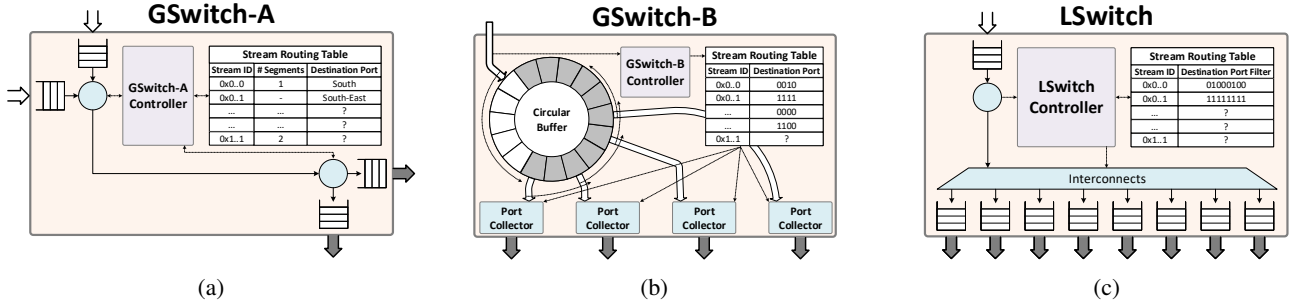 GSwitch-A
GSwitch-A
Controller
Stream Routing Table
Stream ID # Segments Destination Port
0x0..0 1 South
0x0..1 - South-East
... ... ?
... ... ?
0x1..1 2 ?
(a)
GSwitch-B
GSwitch-B
Controller
Circular
Buffer
Stream Routing Table
Stream ID Destination Port
0x0..0 0010
0x0..1 1111
... 0000
... 1100
0x1..1 ?
Port
Collector
Port
Collector
Port
Collector
Port
Collector
(b)
LSwitch
LSwitch
Controller
Stream Routing Table
Stream ID Destination Port Filter
0x0..0 01000100
0x0..1 11111111
... ?
... ?
0x1..1 ?
Interconnects
(c)